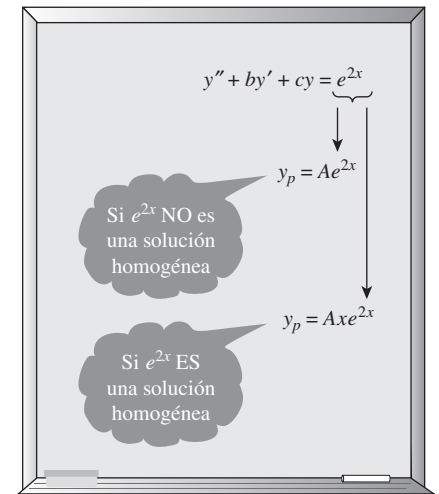 y″ + by′ + cy = e^{2x}
y_p = Ae^{2x}
Si e^{2x} NO es
una solución
homogénea
y_p = Axe^{2x}
Si e^{2x} ES
una solución
homogénea